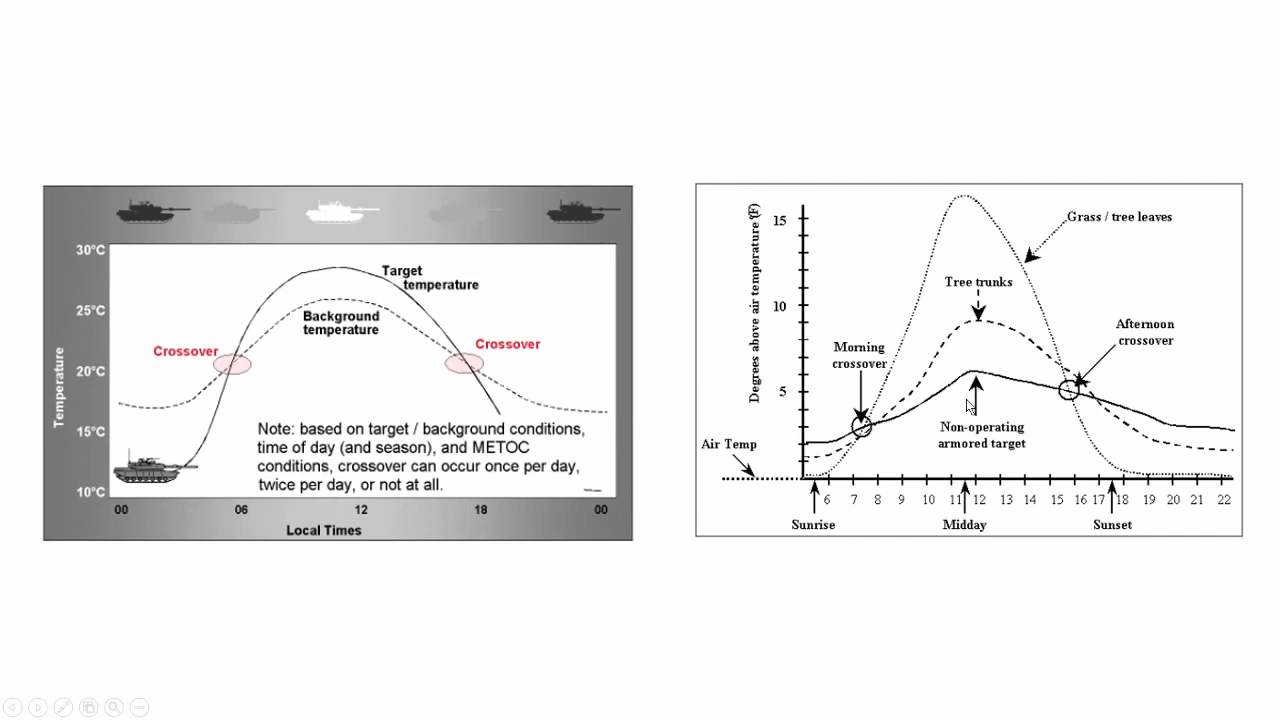 30°C
25°C
20°C
15°C
10°C
Temperature
Target
temperature
Background
temperature
Crossover
Crossover
Note: based on target / background conditions,
time of day (and season), and METOC
conditions, crossover can occur once per day,
twice per day, or not at all.
00 06 12 18 00
Local Times
Degrees above air temperature (F)
15
10
5
Grass / tree leaves
Tree trunks
Afternoon
crossover
Morning
crossover
Non-operating
armored target
Air Temp
6 7 8 9 10 11 12 13 14 15 16 17 18 19 20 21 22
Sunrise Midday Sunset